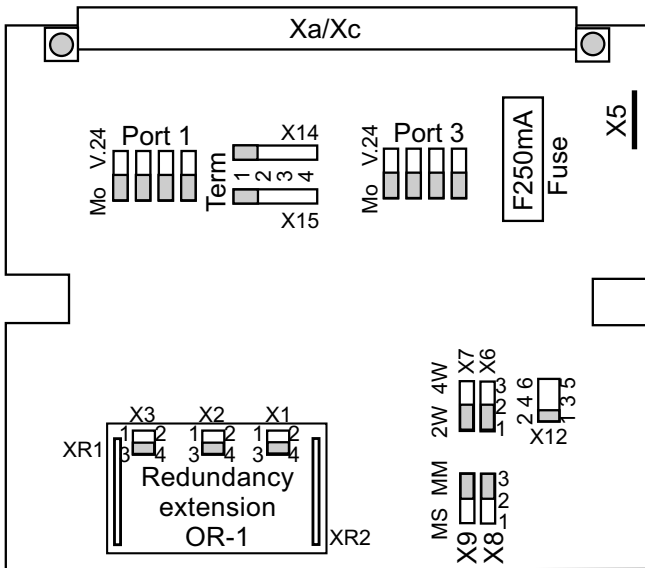 Xa/Xc
X5
V.24
Port 1
Mo
Term
X14
1 2 3 4
X15
V.24
Port 3
Mo
F250mA
Fuse
2W 4W
X7
X6
3
2
1
2 4 6
1 3 5
X12
X3
X2
X1
1 2
3 4
1 2
3 4
1 2
3 4
XR1
Redundancy
extension
OR-1
XR2
MS MM
3
2
1
X9
X8